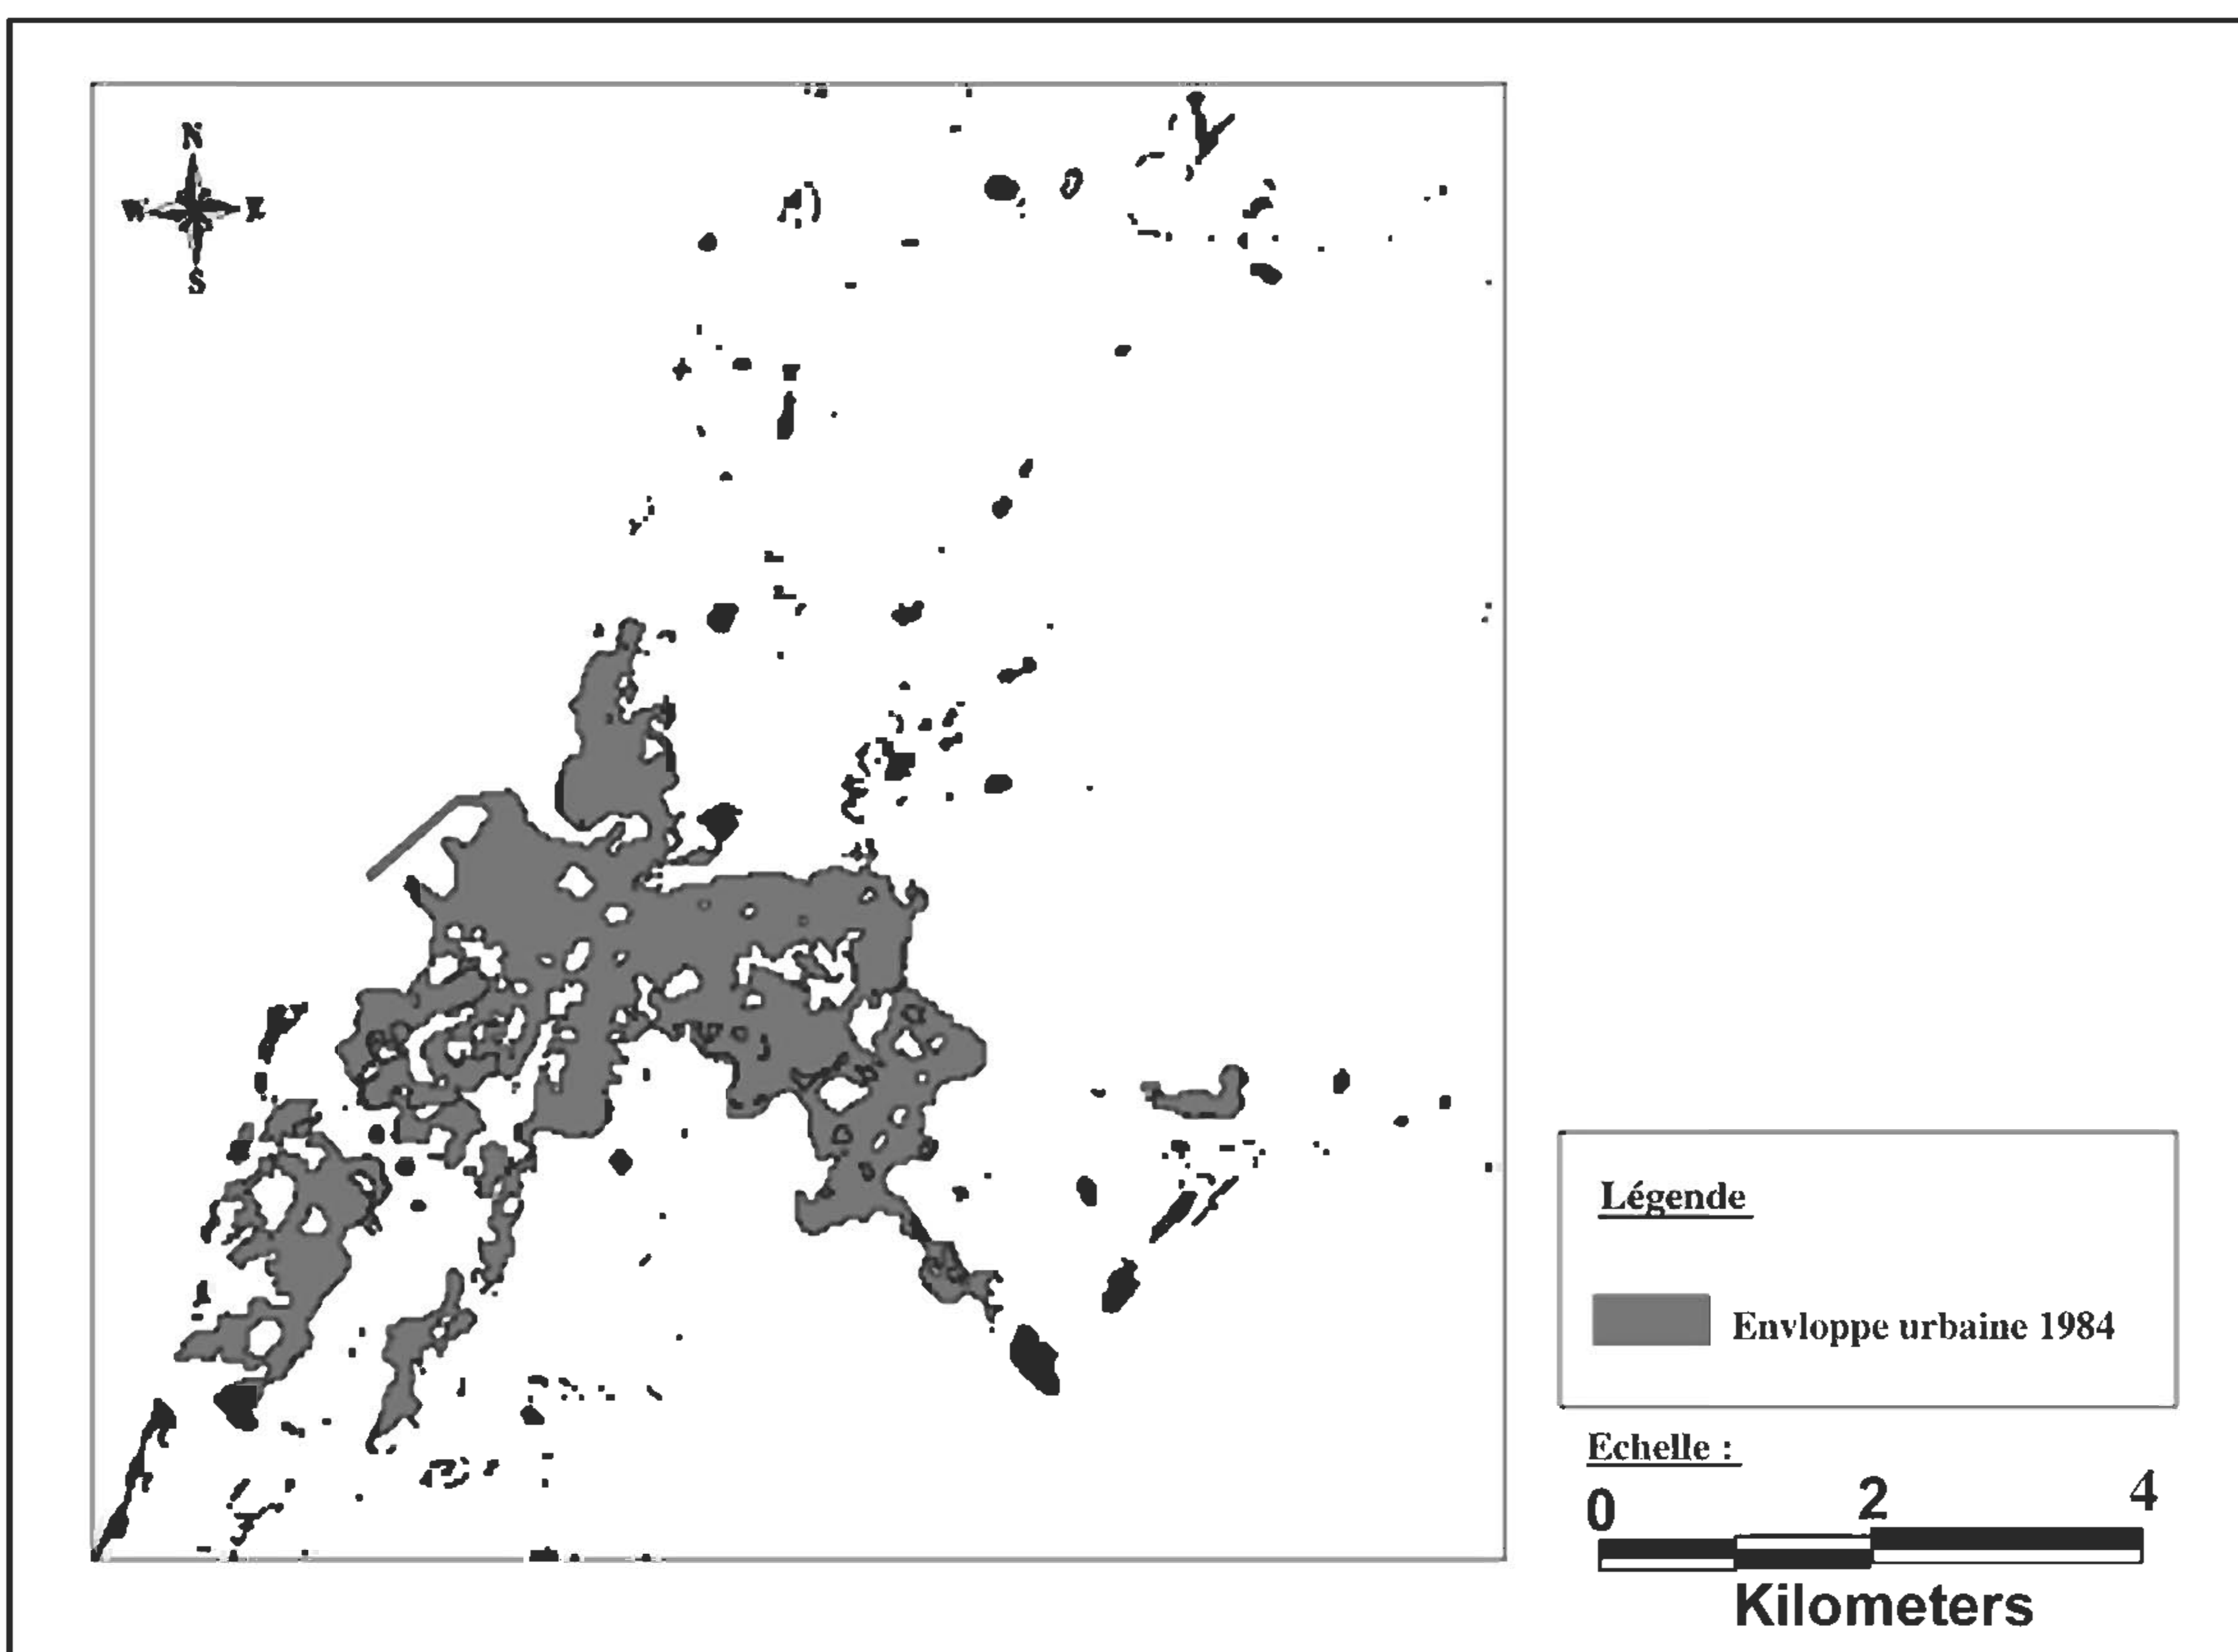 N
W E
S
Légende
Envloppe urbaine 1984
Echelle :
0 2 4
Kilometers